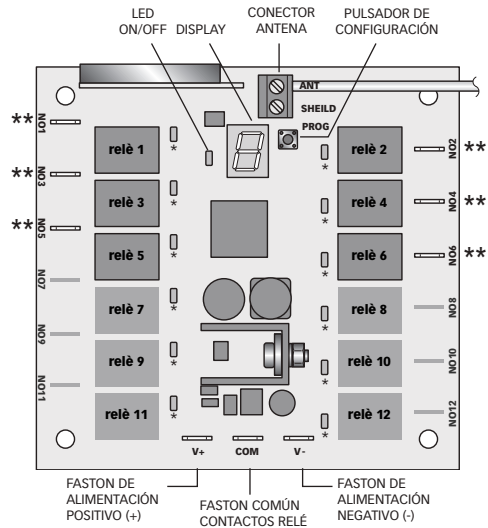 LED
ON/OFF
DISPLAY
CONECTOR
ANTENA
PULSADOR DE
CONFIGURACIÓN
ANT
SHEILD
PROG
** NO1
relè 1
*
*
relè 2
NO2 **
** NO3
relè 3
*
*
relè 4
NO4 **
** NO5
relè 5
*
*
relè 6
NO6 **
NO7
relè 7
*
*
relè 8
NO8
NO9
relè 9
*
*
relè 10
NO10
NO11
relè 11
*
*
relè 12
NO12
V+
COM
V-
FASTON DE
ALIMENTACIÓN
POSITIVO (+)
FASTON COMÚN
CONTACTOS RELÉ
FASTON DE
ALIMENTACIÓN
NEGATIVO (-)